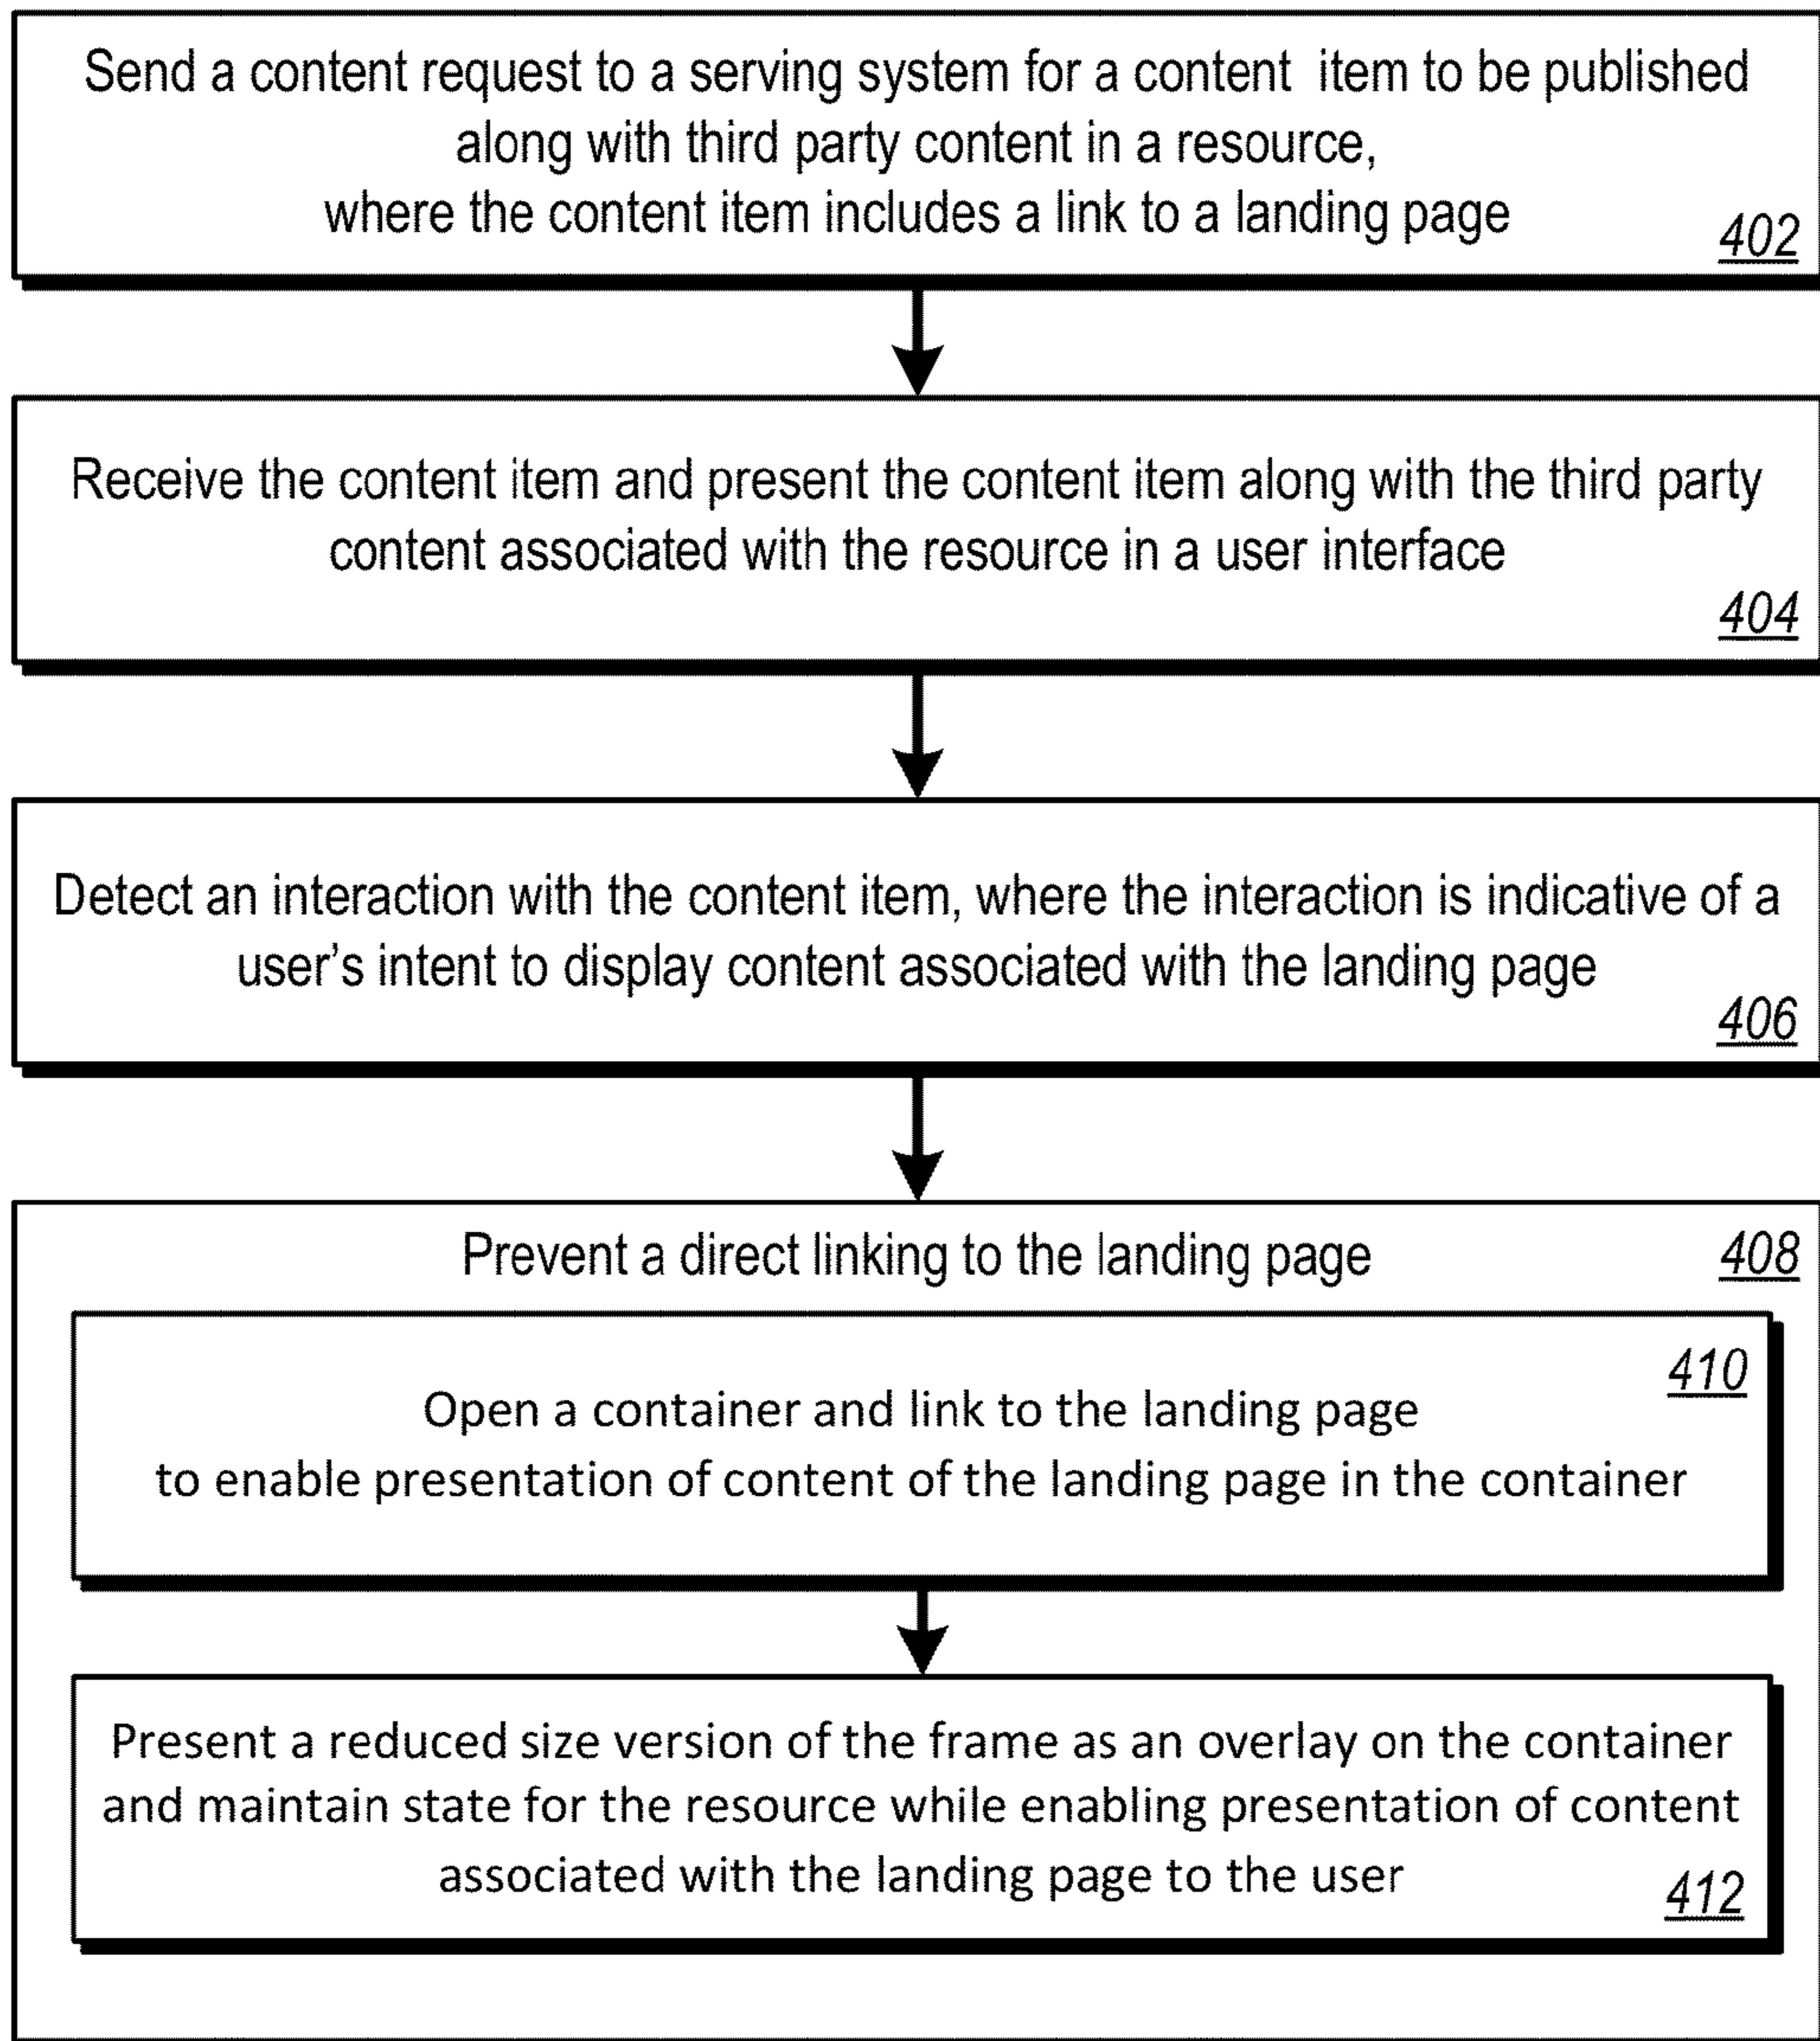 Send a content request to a serving system for a content item to be published
along with third party content in a resource,
where the content item includes a link to a landing page
402
Receive the content item and present the content item along with the third party
content associated with the resource in a user interface
404
Detect an interaction with the content item, where the interaction is indicative of a
user's intent to display content associated with the landing page
406
Prevent a direct linking to the landing page
408
410
Open a container and link to the landing page
to enable presentation of content of the landing page in the container
Present a reduced size version of the frame as an overlay on the container
and maintain state for the resource while enabling presentation of content
associated with the landing page to the user
412